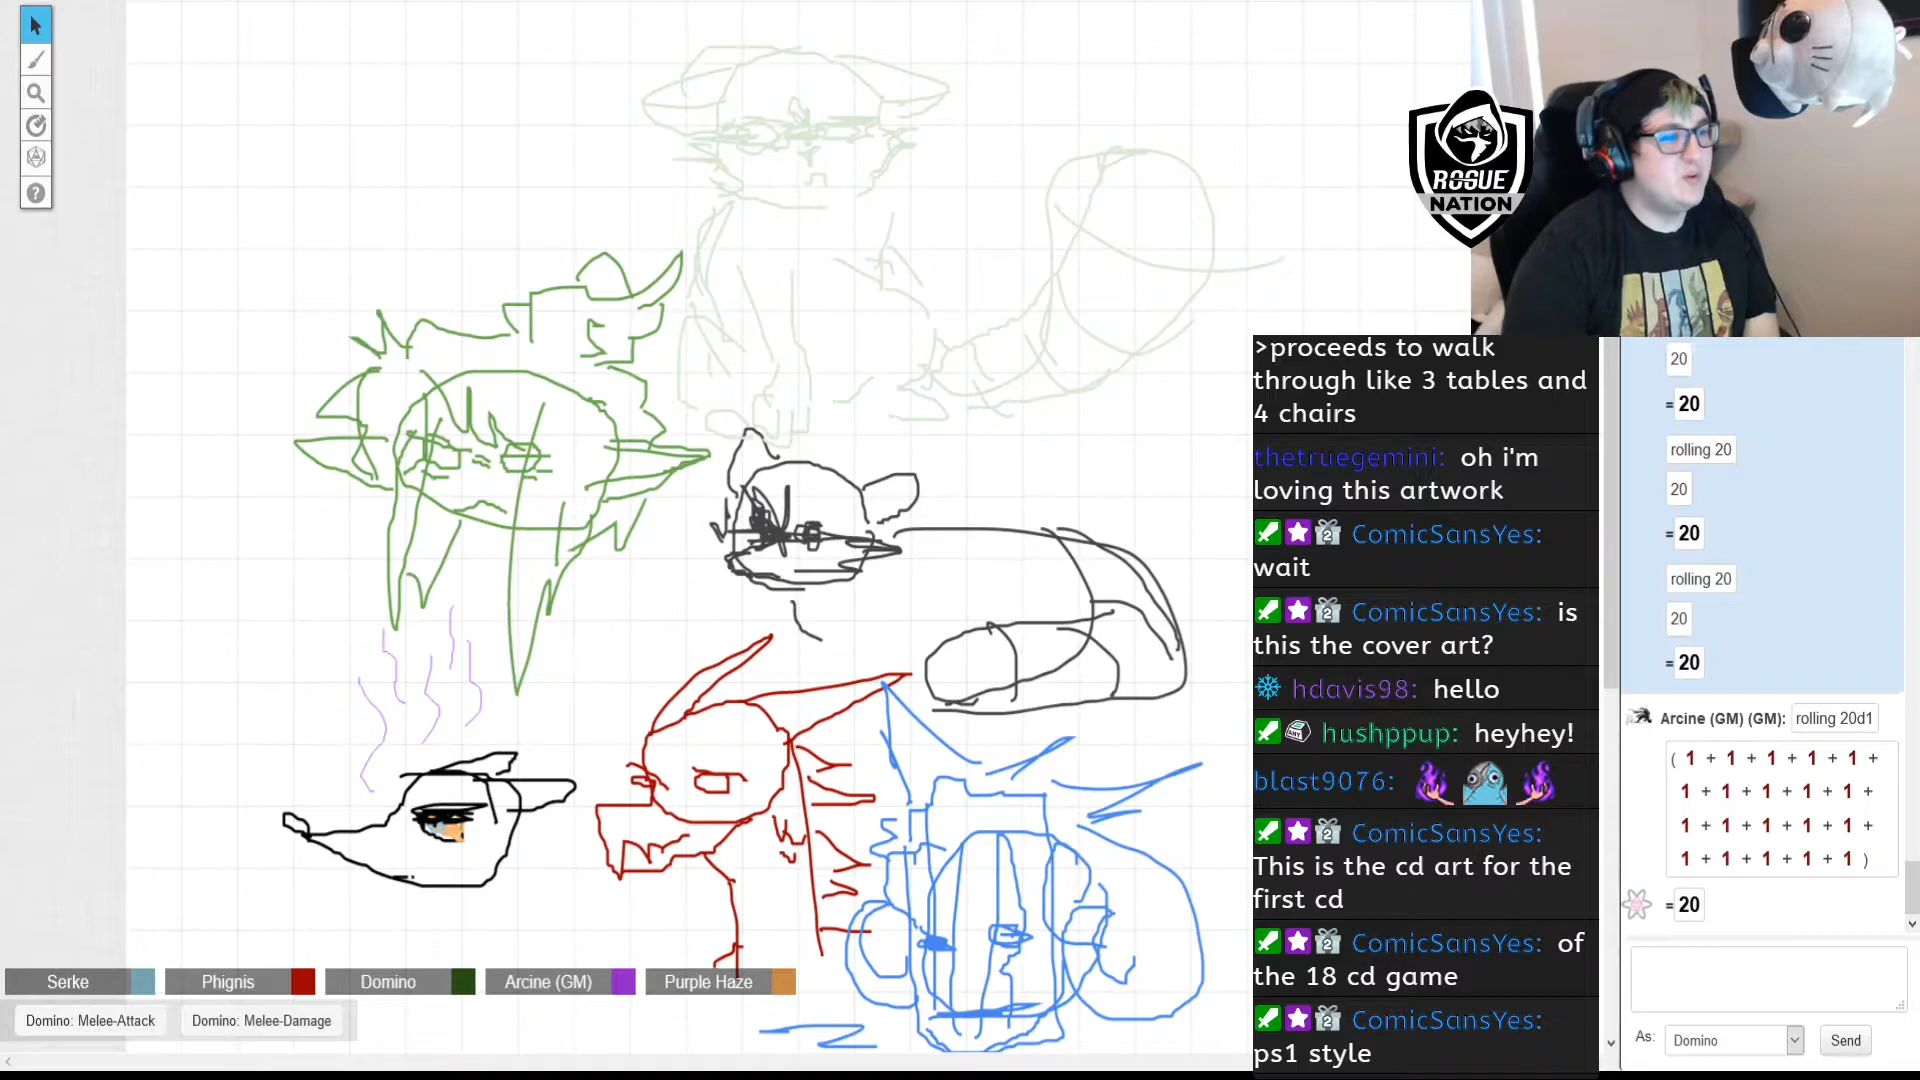 ROGUE
NATION
>proceeds to walk
through like 3 tables and
4 chairs
thetruegemini: oh i'm
loving this artwork
2 ComicSansYes:
wait
2 ComicSansYes: is
this the cover art?
hdavis98: hello
hushppup: heyhey!
blast9076:
2 ComicSansYes:
This is the cd art for the
first cd
2 ComicSansYes: of
the 18 cd game
2 ComicSansYes:
ps1 style
20
= 20
rolling 20
20
= 20
rolling 20
20
= 20
Arcine (GM) (GM): rolling 20d1
( 1 + 1 + 1 + 1 + 1 +
1 + 1 + 1 + 1 + 1 +
1 + 1 + 1 + 1 + 1 +
1 + 1 + 1 + 1 + 1 )
= 20
As: Domino Send
Serke Phignis Domino Arcine (GM) Purple Haze
Domino: Melee-Attack Domino: Melee-Damage